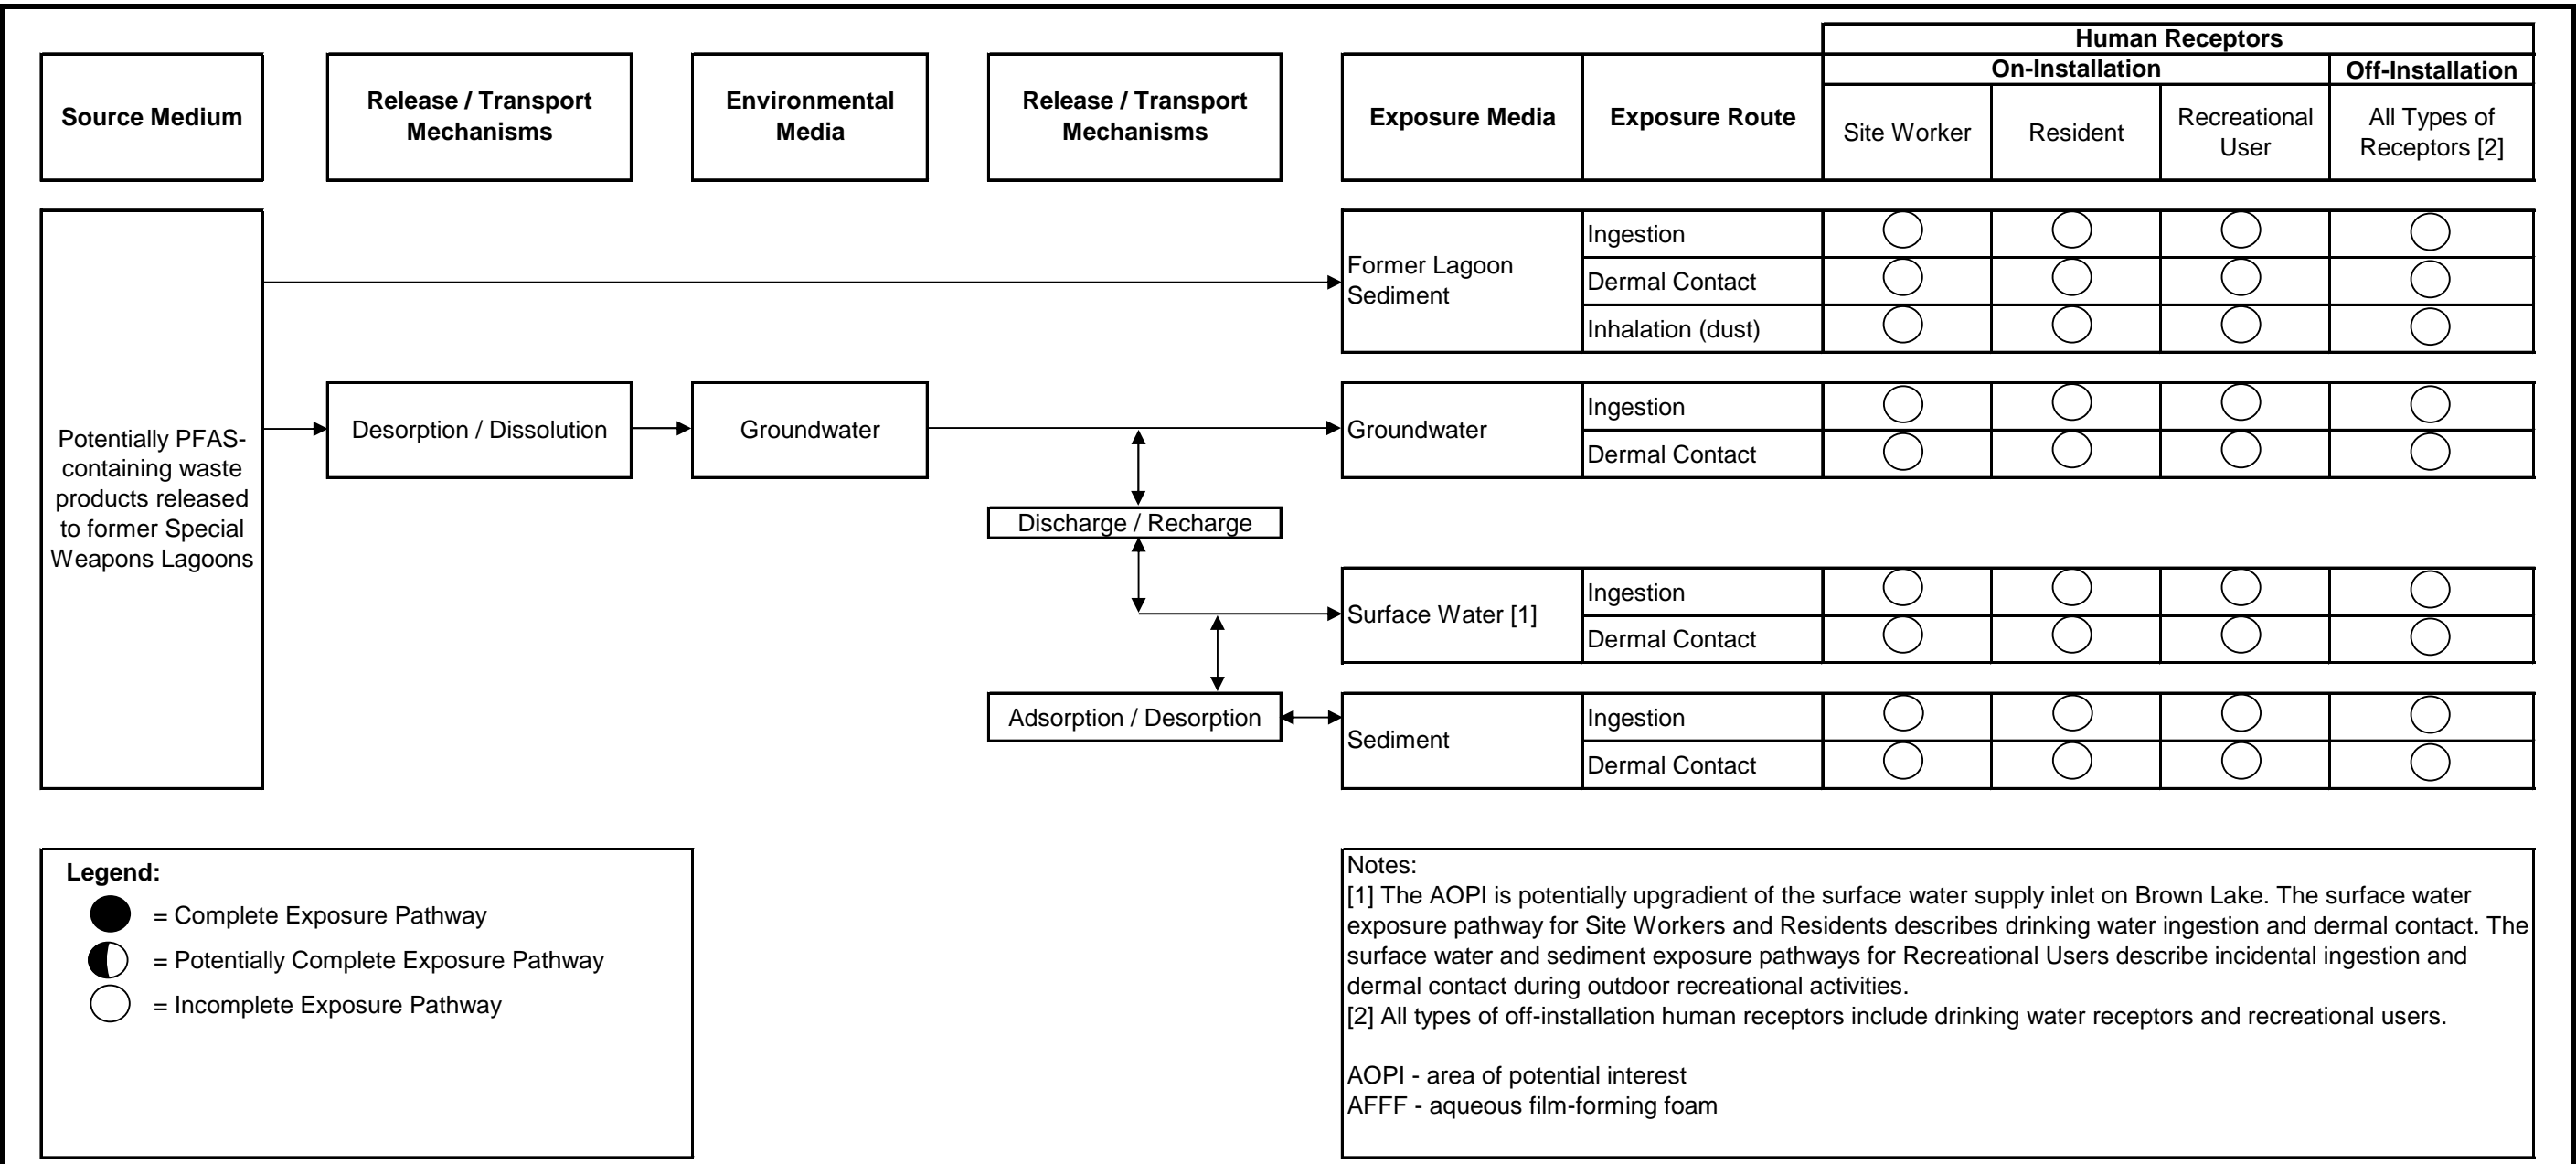 Human Receptors
On-Installation
Off-Installation
Source Medium
Release / Transport
Mechanisms
Environmental
Media
Release / Transport
Mechanisms
Exposure Media
Exposure Route
Site Worker
Resident
Recreational
User
All Types of
Receptors [2]
Former Lagoon
Sediment
Ingestion
Dermal Contact
Inhalation (dust)
Potentially PFAS-
containing waste
products released
to former Special
Weapons Lagoons
Desorption / Dissolution
Groundwater
Groundwater
Ingestion
Dermal Contact
Discharge / Recharge
Surface Water [1]
Ingestion
Dermal Contact
Adsorption / Desorption
Sediment
Ingestion
Dermal Contact
Legend:
= Complete Exposure Pathway
= Potentially Complete Exposure Pathway
= Incomplete Exposure Pathway
Notes:
[1] The AOPI is potentially upgradient of the surface water supply inlet on Brown Lake. The surface water
exposure pathway for Site Workers and Residents describes drinking water ingestion and dermal contact. The
surface water and sediment exposure pathways for Recreational Users describe incidental ingestion and
dermal contact during outdoor recreational activities.
[2] All types of off-installation human receptors include drinking water receptors and recreational users.
AOPI - area of potential interest
AFFF - aqueous film-forming foam